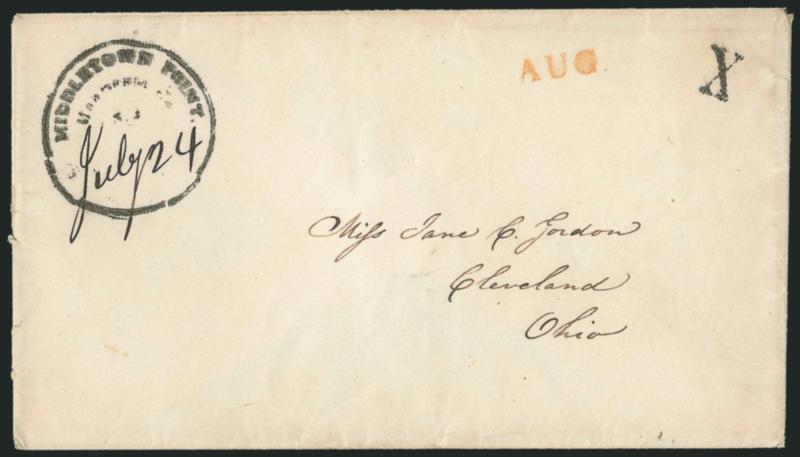 MIDDLETOWN POINT.
July 24
AUG
X
Miss Jane C. Gordon
Cleveland
Ohio